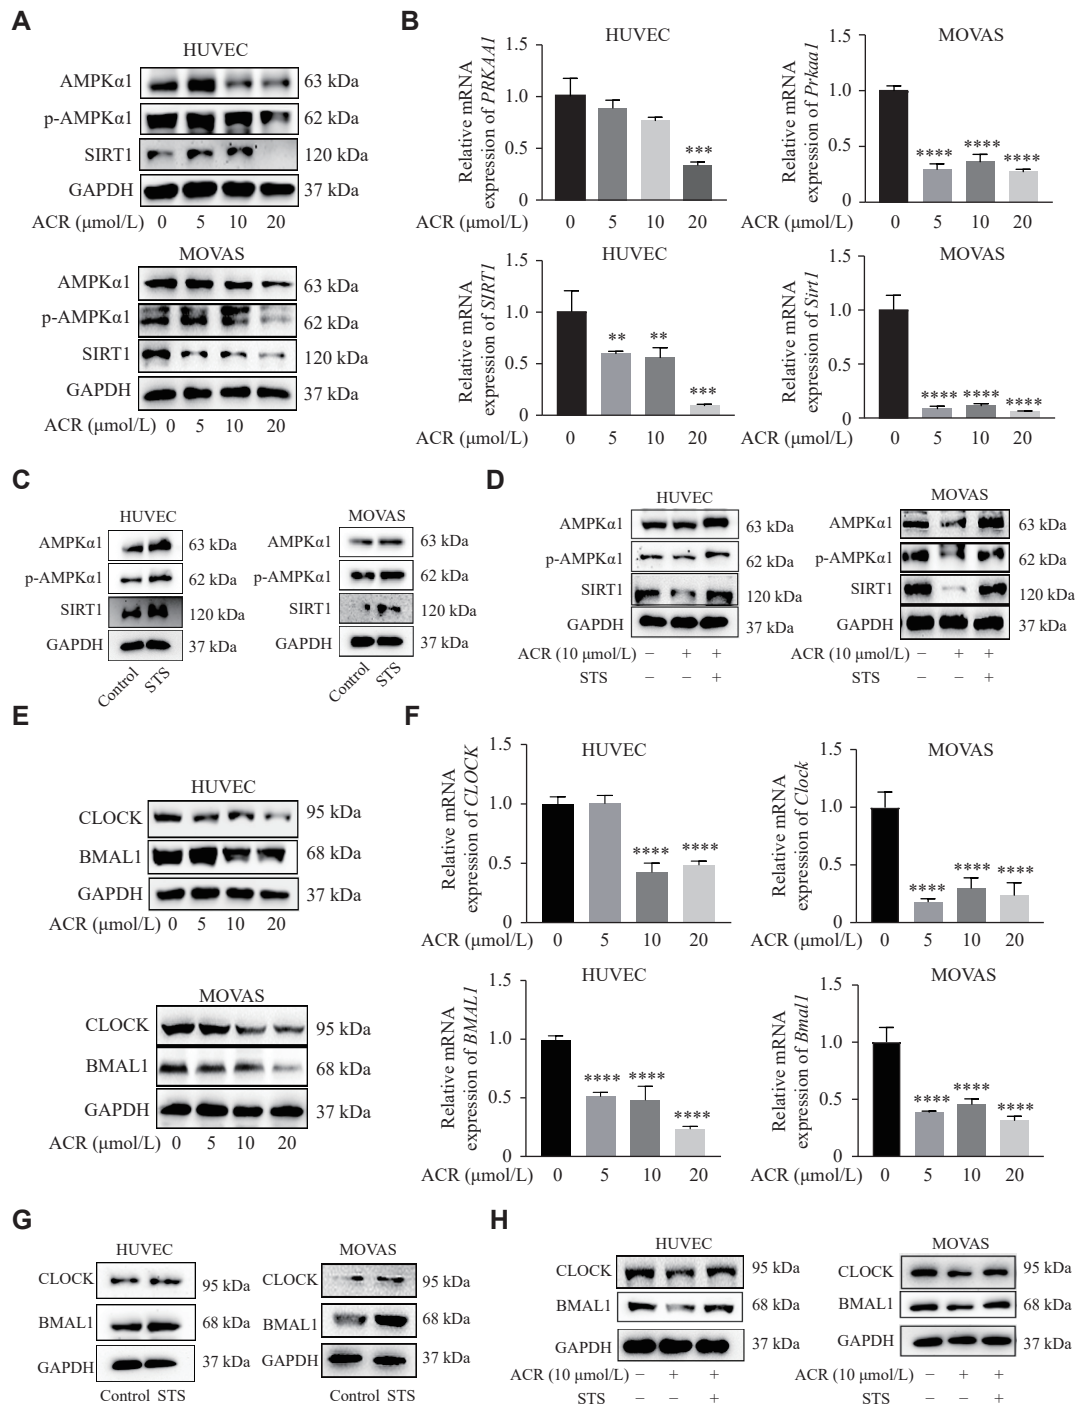 A
HUVEC
AMPKα1 63 kDa
p-AMPKα1 62 kDa
SIRT1 120 kDa
GAPDH 37 kDa
ACR (μmol/L) 0 5 10 20
MOVAS
AMPKα1 63 kDa
p-AMPKα1 62 kDa
SIRT1 120 kDa
GAPDH 37 kDa
ACR (μmol/L) 0 5 10 20
B
HUVEC
Relative mRNA
expression of PRKAA1
1.5
1.0
0.5
0
***
ACR (μmol/L) 0 5 10 20
MOVAS
Relative mRNA
expression of Prkaa1
1.5
1.0
0.5
0
**** **** ****
ACR (μmol/L) 0 5 10 20
HUVEC
Relative mRNA
expression of SIRT1
1.5
1.0
0.5
0
** ** ***
ACR (μmol/L) 0 5 10 20
MOVAS
Relative mRNA
expression of Sirt1
1.5
1.0
0.5
0
**** **** ****
ACR (μmol/L) 0 5 10 20
C
HUVEC
AMPKα1 63 kDa
p-AMPKα1 62 kDa
SIRT1 120 kDa
GAPDH 37 kDa
Control STS
MOVAS
AMPKα1 63 kDa
p-AMPKα1 62 kDa
SIRT1 120 kDa
GAPDH 37 kDa
Control STS
D
HUVEC
AMPKα1 63 kDa
p-AMPKα1 62 kDa
SIRT1 120 kDa
GAPDH 37 kDa
ACR (10 μmol/L) − + +
STS − − +
MOVAS
AMPKα1 63 kDa
p-AMPKα1 62 kDa
SIRT1 120 kDa
GAPDH 37 kDa
ACR (10 μmol/L) − + +
STS − − +
E
HUVEC
CLOCK 95 kDa
BMAL1 68 kDa
GAPDH 37 kDa
ACR (μmol/L) 0 5 10 20
MOVAS
CLOCK 95 kDa
BMAL1 68 kDa
GAPDH 37 kDa
ACR (μmol/L) 0 5 10 20
F
HUVEC
Relative mRNA
expression of CLOCK
1.5
1.0
0.5
0
**** ****
ACR (μmol/L) 0 5 10 20
MOVAS
Relative mRNA
expression of Clock
1.5
1.0
0.5
0
**** **** ****
ACR (μmol/L) 0 5 10 20
HUVEC
Relative mRNA
expression of BMAL1
1.5
1.0
0.5
0
**** **** ****
ACR (μmol/L) 0 5 10 20
MOVAS
Relative mRNA
expression of Bmal1
1.5
1.0
0.5
0
**** **** ****
ACR (μmol/L) 0 5 10 20
G
HUVEC
CLOCK 95 kDa
BMAL1 68 kDa
GAPDH 37 kDa
Control STS
MOVAS
CLOCK 95 kDa
BMAL1 68 kDa
GAPDH 37 kDa
Control STS
H
HUVEC
CLOCK 95 kDa
BMAL1 68 kDa
GAPDH 37 kDa
ACR (10 μmol/L) − + +
STS − − +
MOVAS
CLOCK 95 kDa
BMAL1 68 kDa
GAPDH 37 kDa
ACR (10 μmol/L) − + +
STS − − +